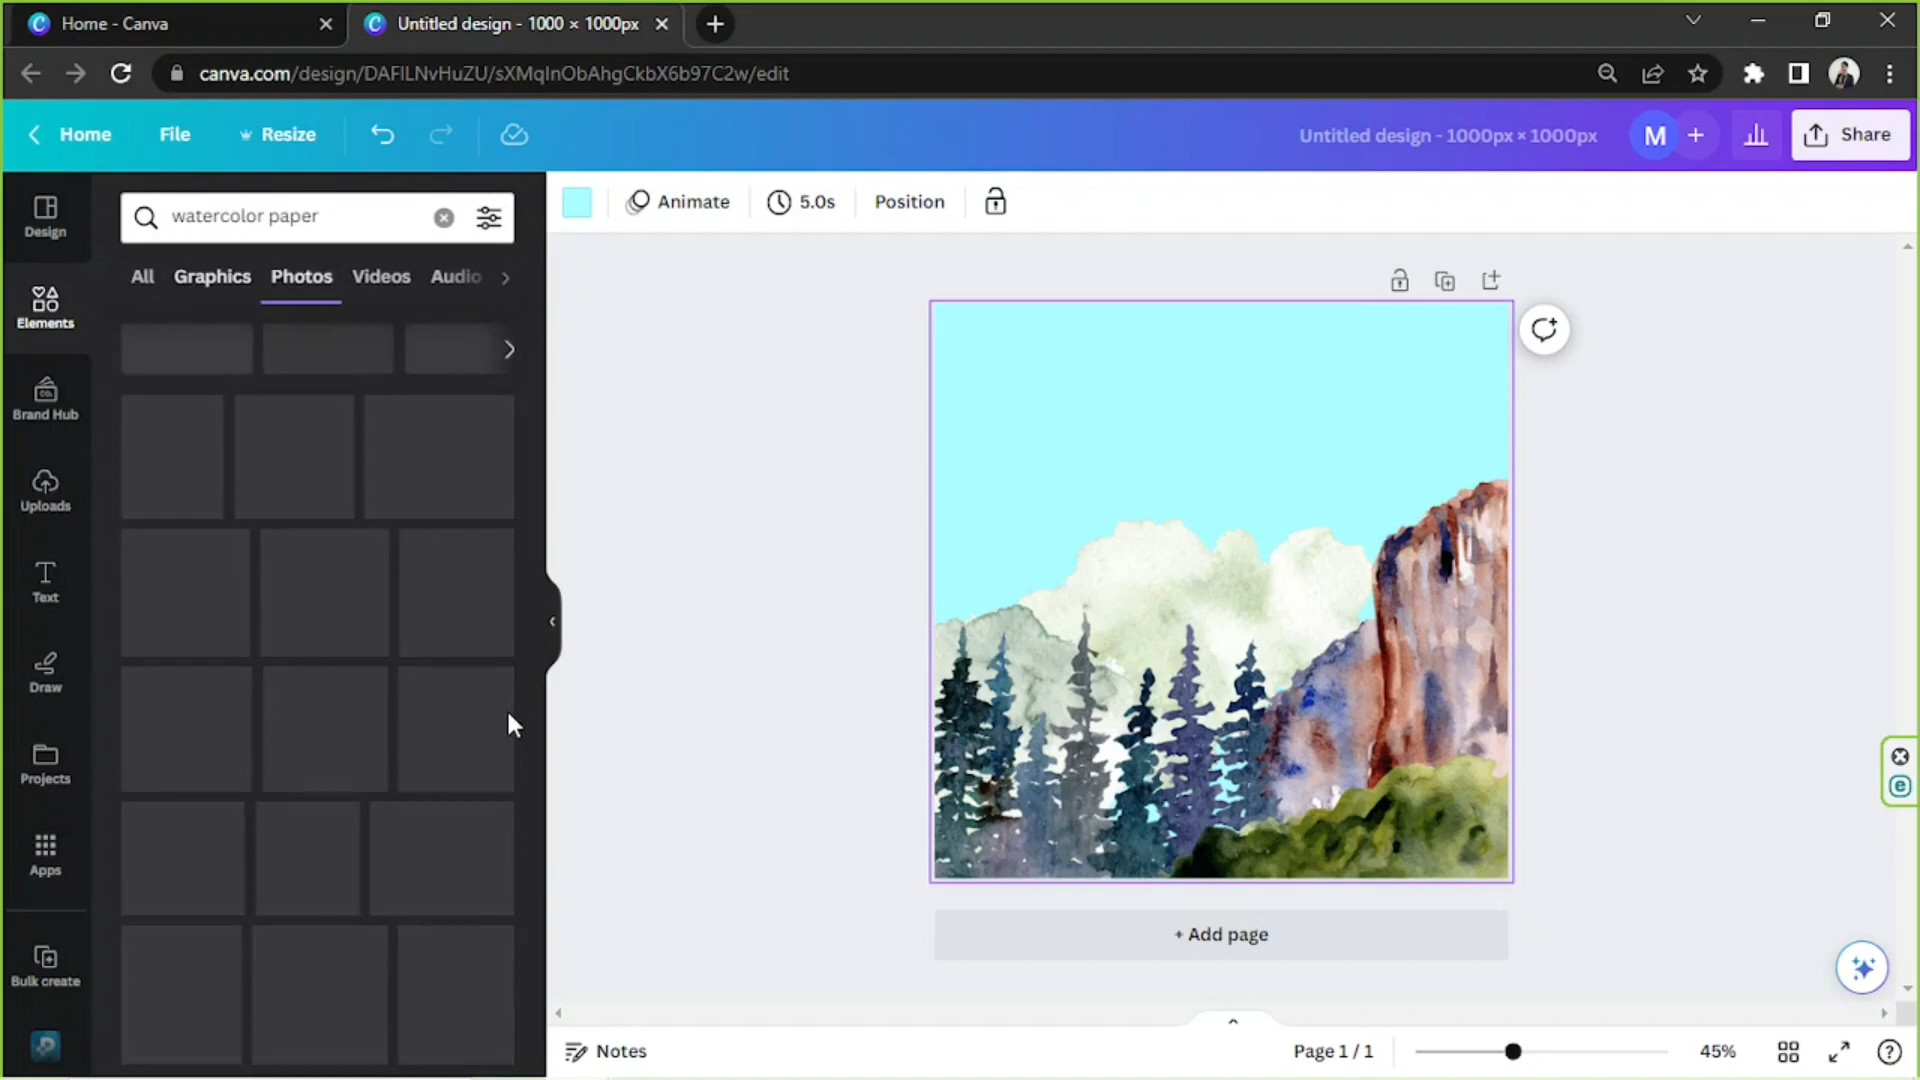 Home - Canva
Untitled design - 1000 × 1000px
canva.com/design/DAFlLNvHuZU/sXMqlnObAhgCkbX6b97C2w/edit
Home
File
Resize
Untitled design - 1000px × 1000px
M
Share
Design
Elements
Brand Hub
Uploads
Text
Draw
Projects
Apps
Bulk create
watercolor paper
All
Graphics
Photos
Videos
Audio
Animate
5.0s
Position
+ Add page
Notes
Page 1 / 1
45%